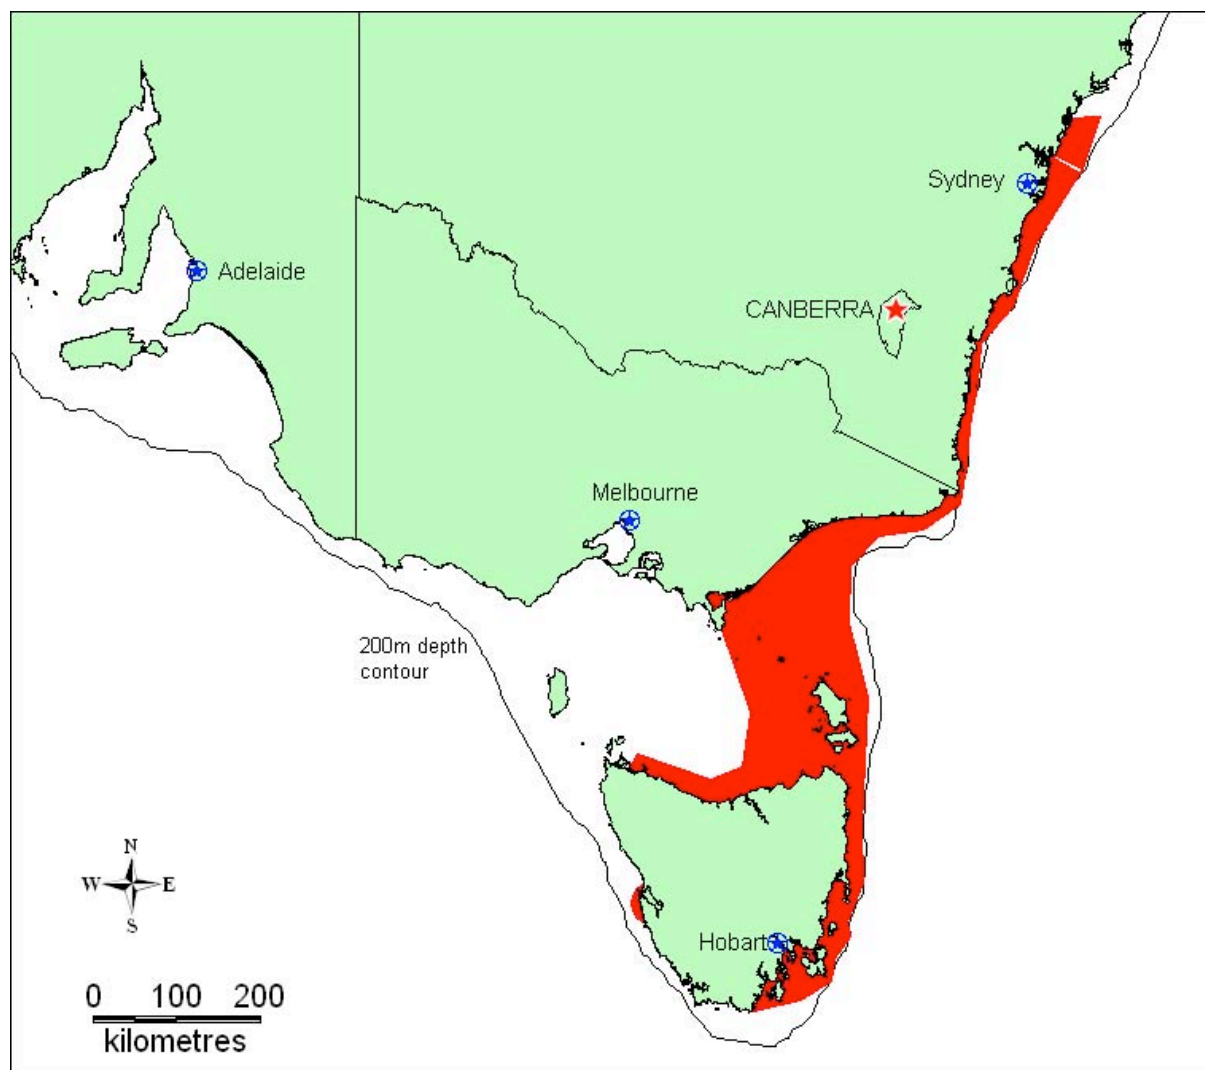 Sydney
Adelaide
CANBERRA
Melbourne
200m depth
contour
N
W E
S
Hobart
0 100 200
kilometres